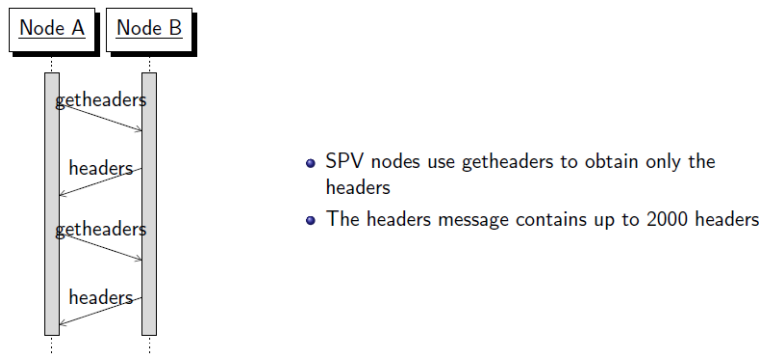 Node A
Node B
getheaders
headers
getheaders
headers
SPV nodes use getheaders to obtain only the
headers
The headers message contains up to 2000 headers